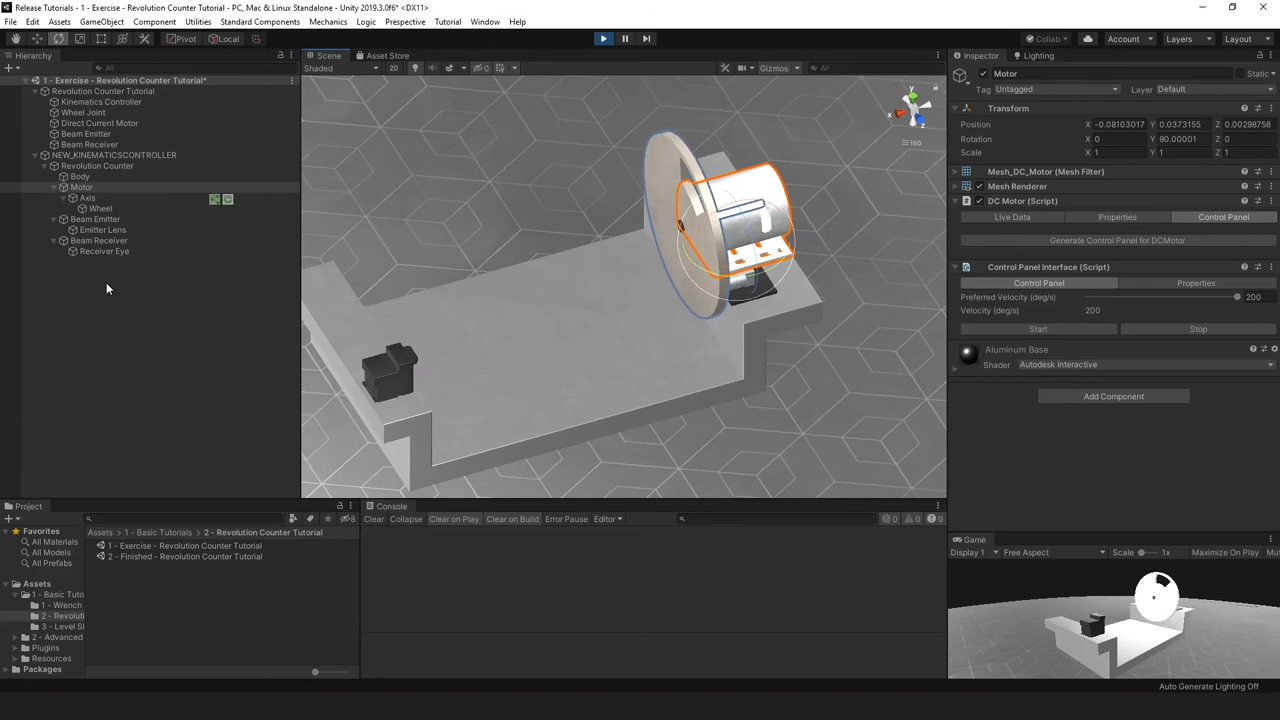 Release Tutorials - 1 - Exercise - Revolution Counter Tutorial - PC, Mac & Linux Standalone - Unity 2019.3.0f6* <DX11>
File Edit Assets GameObject Component Utilities Standard Components Mechanics Logic Perspective Tutorial Window Help
Pivot Local Collab Account Layers Layout
Hierarchy
All
1 - Exercise - Revolution Counter Tutorial*
Revolution Counter Tutorial
Kinematics Controller
Wheel Joint
Direct Current Motor
Beam Emitter
Beam Receiver
NEW_KINEMATICSCONTROLLER
Revolution Counter
Body
Motor
Axis
Wheel
Beam Emitter
Emitter Lens
Beam Receiver
Receiver Eye
Scene Asset Store
Shaded 2D 0 Gizmos All
y
x
z
Iso
Inspector Lighting
Motor Static
Tag Untagged Layer Default
Transform
Position X -0.08103017 Y 0.0373155 Z 0.00298758
Rotation X 0 Y 90.00001 Z 0
Scale X 1 Y 1 Z 1
Mesh_DC_Motor (Mesh Filter)
Mesh Renderer
DC Motor (Script)
Live Data Properties Control Panel
Generate Control Panel for DCMotor
Control Panel Interface (Script)
Control Panel Properties
Preferred Velocity (deg/s) 200
Velocity (deg/s) 200
Start Stop
Aluminum Base
Shader Autodesk Interactive
Add Component
Project
8
Favorites
All Materials
All Models
All Prefabs
Assets
1 - Basic Tuto
1 - Wrench
2 - Revoluti
3 - Level Sl
2 - Advanced
Plugins
Resources
Packages
Assets 1 - Basic Tutorials 2 - Revolution Counter Tutorial
1 - Exercise - Revolution Counter Tutorial
2 - Finished - Revolution Counter Tutorial
Console
Clear Collapse Clear on Play Clear on Build Error Pause Editor 0 0 0
Game
Display 1 Free Aspect Scale 1x Maximize On Play Mu
Auto Generate Lighting Off